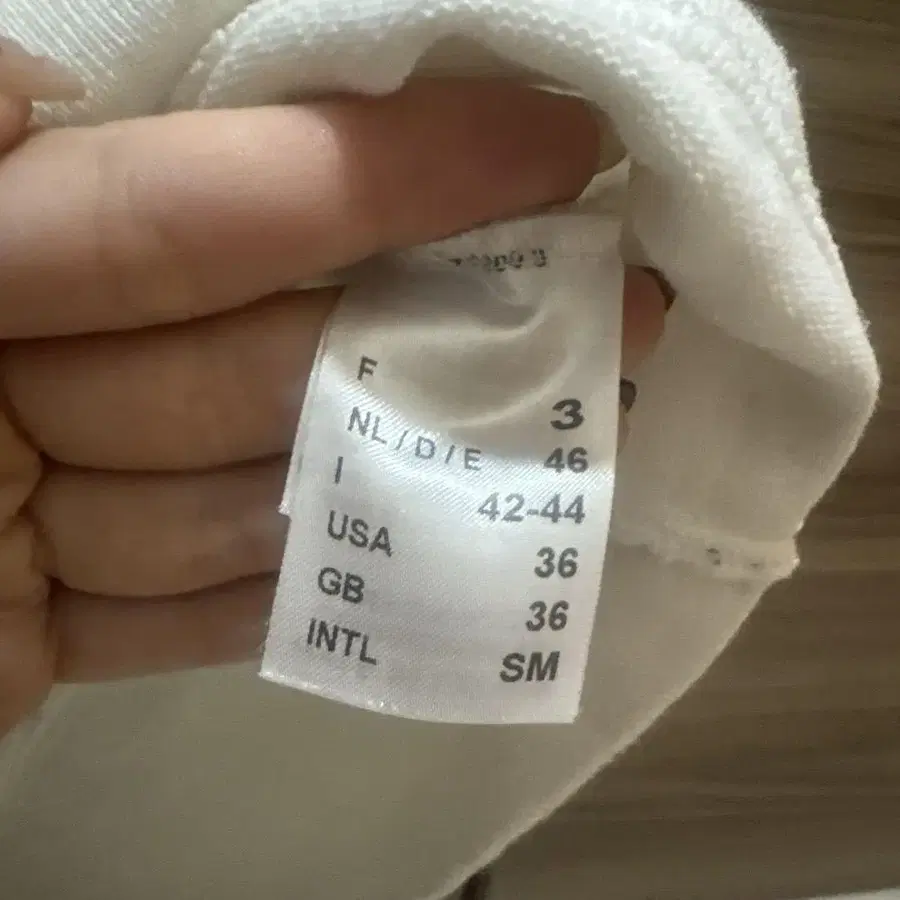 F 3
NL / D / E 46
I 42-44
USA 36
GB 36
INTL SM